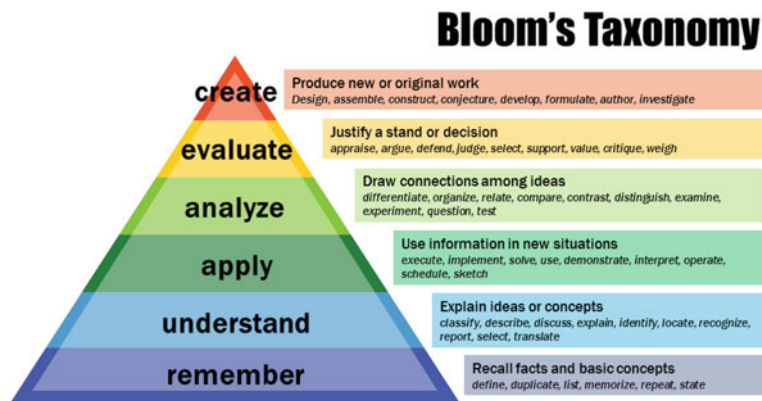 Bloom's Taxonomy
create
Produce new or original work
Design, assemble, construct, conjecture, develop, formulate, author, investigate
evaluate
Justify a stand or decision
appraise, argue, defend, judge, select, support, value, critique, weigh
analyze
Draw connections among ideas
differentiate, organize, relate, compare, contrast, distinguish, examine,
experiment, question, test
apply
Use information in new situations
execute, implement, solve, use, demonstrate, interpret, operate,
schedule, sketch
understand
Explain ideas or concepts
classify, describe, discuss, explain, identify, locate, recognize,
report, select, translate
remember
Recall facts and basic concepts
define, duplicate, list, memorize, repeat, state